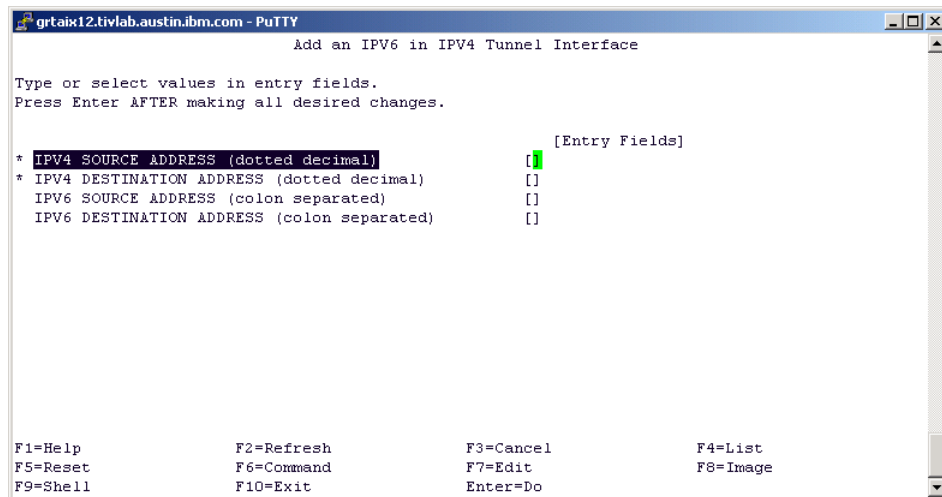 grtaix12.tivlab.austin.ibm.com - PuTTY
Add an IPV6 in IPV4 Tunnel Interface
Type or select values in entry fields.
Press Enter AFTER making all desired changes.
[Entry Fields]
* IPV4 SOURCE ADDRESS (dotted decimal) []
* IPV4 DESTINATION ADDRESS (dotted decimal) []
IPV6 SOURCE ADDRESS (colon separated) []
IPV6 DESTINATION ADDRESS (colon separated) []
F1=Help F2=Refresh F3=Cancel F4=List
F5=Reset F6=Command F7=Edit F8=Image
F9=Shell F10=Exit Enter=Do